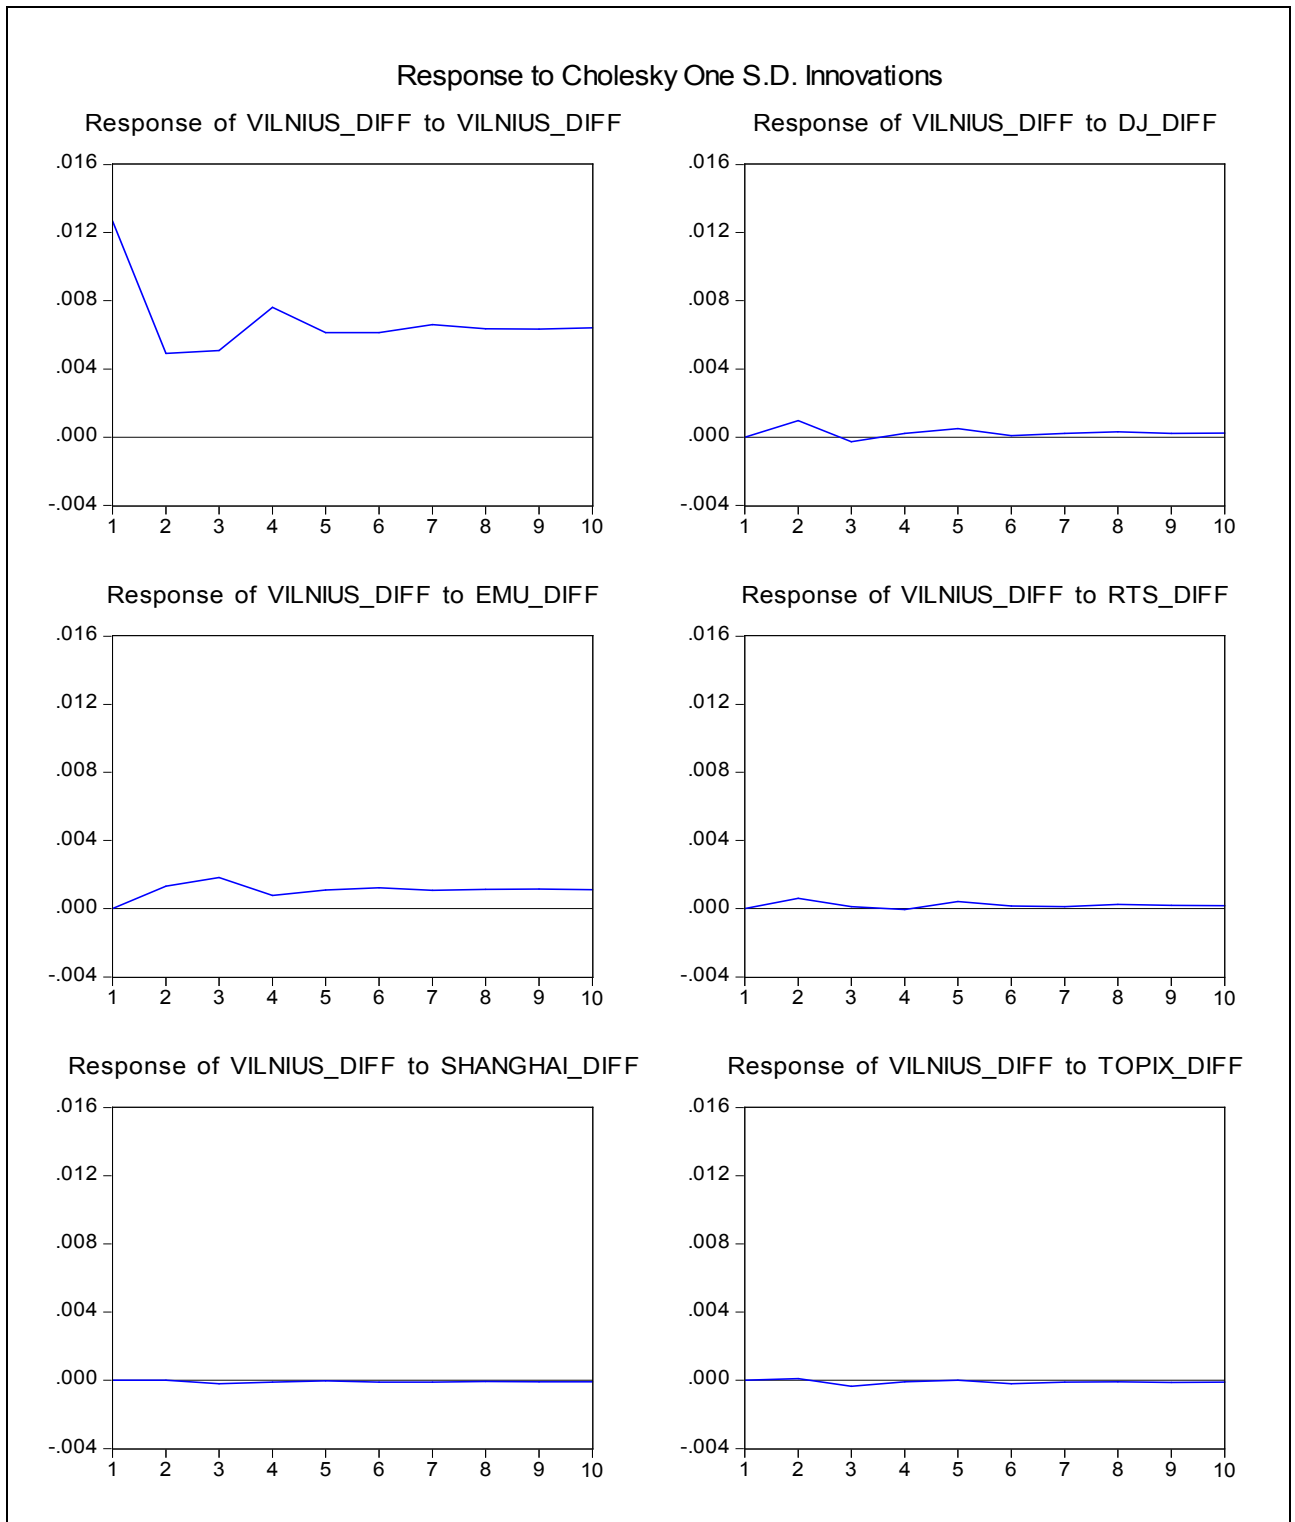 Response to Cholesky One S.D. Innovations
Response of VILNIUS_DIFF to VILNIUS_DIFF
.016
.012
.008
.004
.000
-.004
1 2 3 4 5 6 7 8 9 10
Response of VILNIUS_DIFF to DJ_DIFF
.016
.012
.008
.004
.000
-.004
1 2 3 4 5 6 7 8 9 10
Response of VILNIUS_DIFF to EMU_DIFF
.016
.012
.008
.004
.000
-.004
1 2 3 4 5 6 7 8 9 10
Response of VILNIUS_DIFF to RTS_DIFF
.016
.012
.008
.004
.000
-.004
1 2 3 4 5 6 7 8 9 10
Response of VILNIUS_DIFF to SHANGHAI_DIFF
.016
.012
.008
.004
.000
-.004
1 2 3 4 5 6 7 8 9 10
Response of VILNIUS_DIFF to TOPIX_DIFF
.016
.012
.008
.004
.000
-.004
1 2 3 4 5 6 7 8 9 10